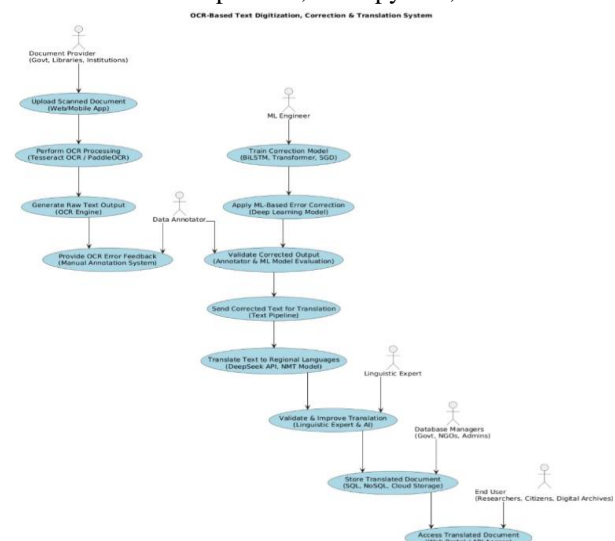 OCR-Based Text Digitization, Correction & Translation System
Document Provider
(Govt, Libraries, Institutions)
Upload Scanned Document
(Web/Mobile App)
ML Engineer
Perform OCR Processing
(Tesseract OCR / PaddleOCR)
Train Correction Model
(BiLSTM, Transformer, SGD)
Generate Raw Text Output
(OCR Engine)
Apply ML-Based Error Correction
(Deep Learning Model)
Data Annotator
Provide OCR Error Feedback
(Manual Annotation System)
Validate Corrected Output
(Annotator & ML Model Evaluation)
Send Corrected Text for Translation
(Text Pipeline)
Translate Text to Regional Languages
(DeepSeek API, NMT Model)
Linguistic Expert
Validate & Improve Translation
(Linguistic Expert & AI)
Database Managers
(Govt, NGOs, Admins)
Store Translated Document
(SQL, NoSQL, Cloud Storage)
End User
(Researchers, Citizens, Digital Archives)
Access Translated Document